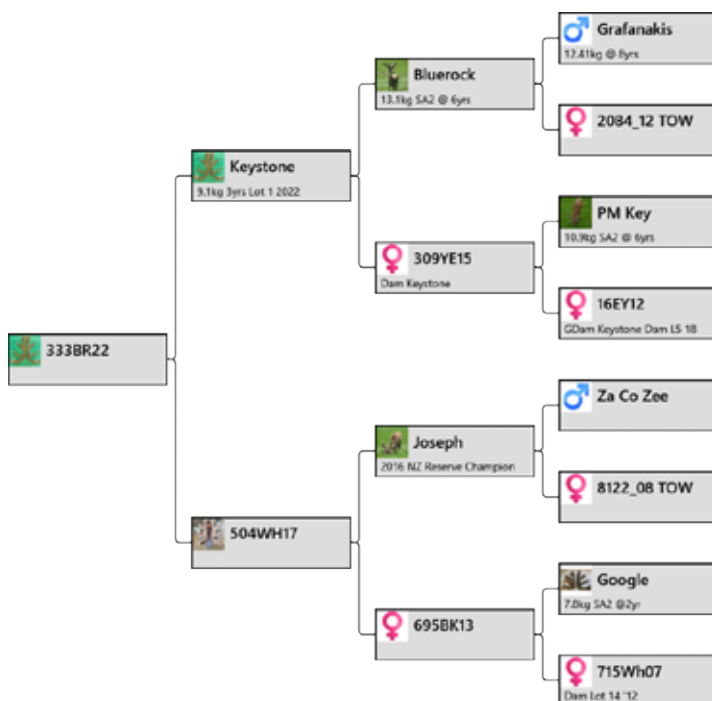 Grafanakis
12.41kg @ 8yrs
Bluerock
13.1kg SA2 @ 6yrs
2084_12 TOW
Keystone
9.1kg 3yrs Lot 1 2022
PM Key
10.9kg SA2 @ 6yrs
309YE15
Dam Keystone
16EY12
GDam Keystone Dam L5 18
333BR22
Za Co Zee
Joseph
2016 NZ Reserve Champion
8122_08 TOW
504WH17
Google
7.8kg SA2 @2yr
695BK13
715Wh07
Dam Lot 14 '12